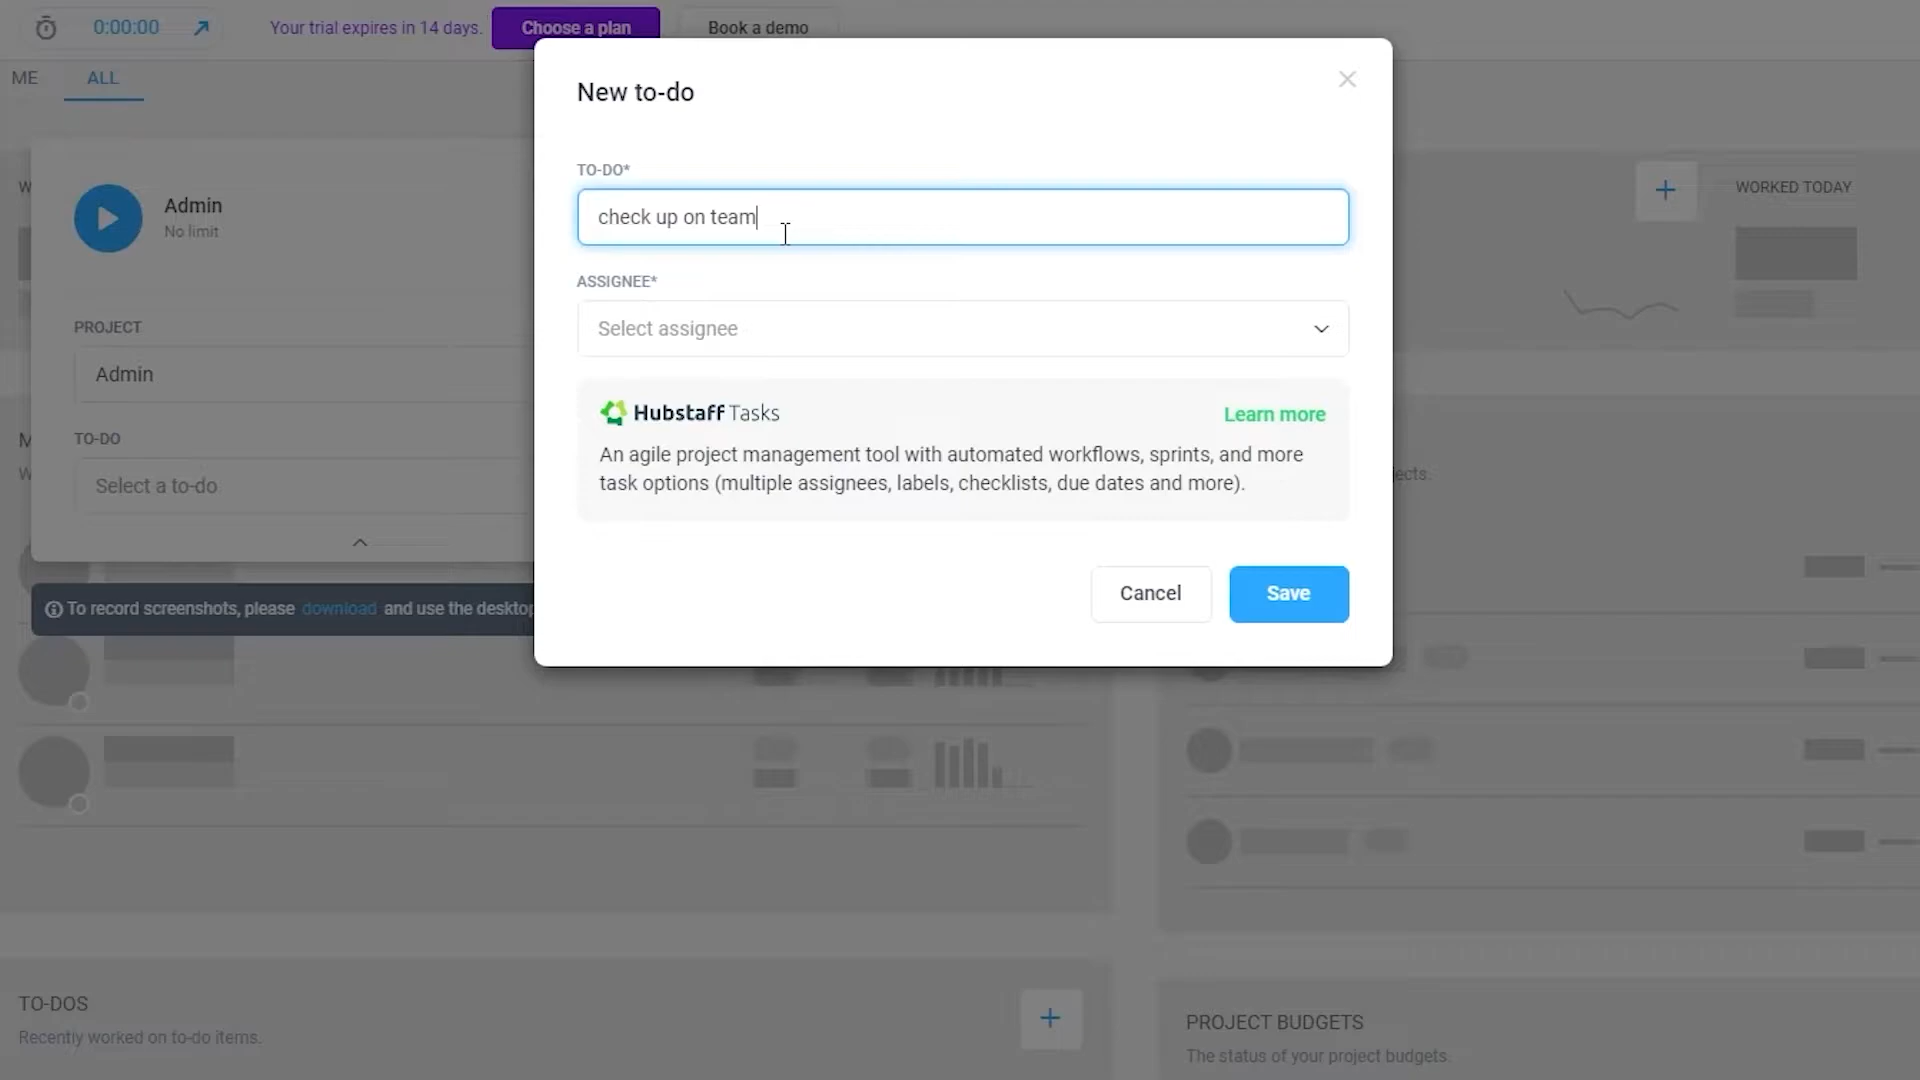 0:00:00
Your trial expires in 14 days.
Choose a plan
Book a demo
ME
ALL
New to-do
TO-DO*
check up on team
ASSIGNEE*
Select assignee
Hubstaff Tasks
Learn more
An agile project management tool with automated workflows, sprints, and more
task options (multiple assignees, labels, checklists, due dates and more).
Cancel
Save
W
Admin
No limit
PROJECT
Admin
M
TO-DO
W
Select a to-do
To record screenshots, please download and use the desktop
WORKED TODAY
jects.
TO-DOS
Recently worked on to-do items.
PROJECT BUDGETS
The status of your project budgets.